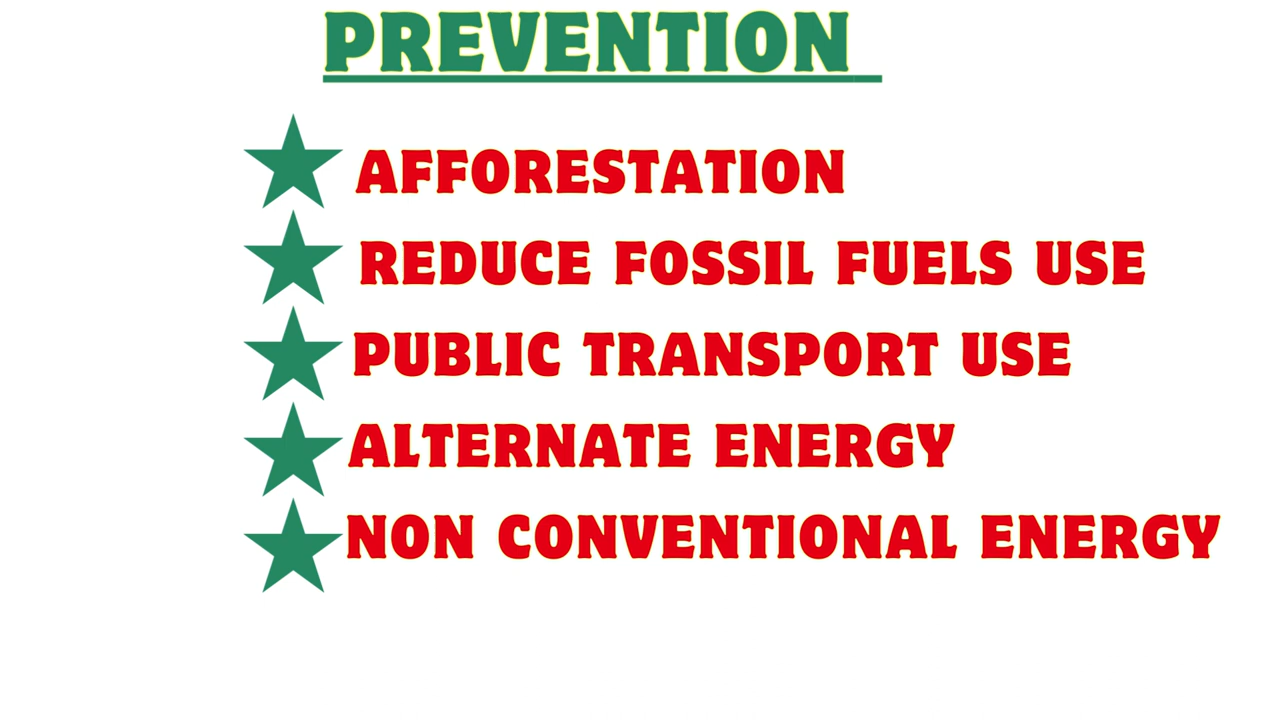 PREVENTION
AFFORESTATION
REDUCE FOSSIL FUELS USE
PUBLIC TRANSPORT USE
ALTERNATE ENERGY
NON CONVENTIONAL ENERGY